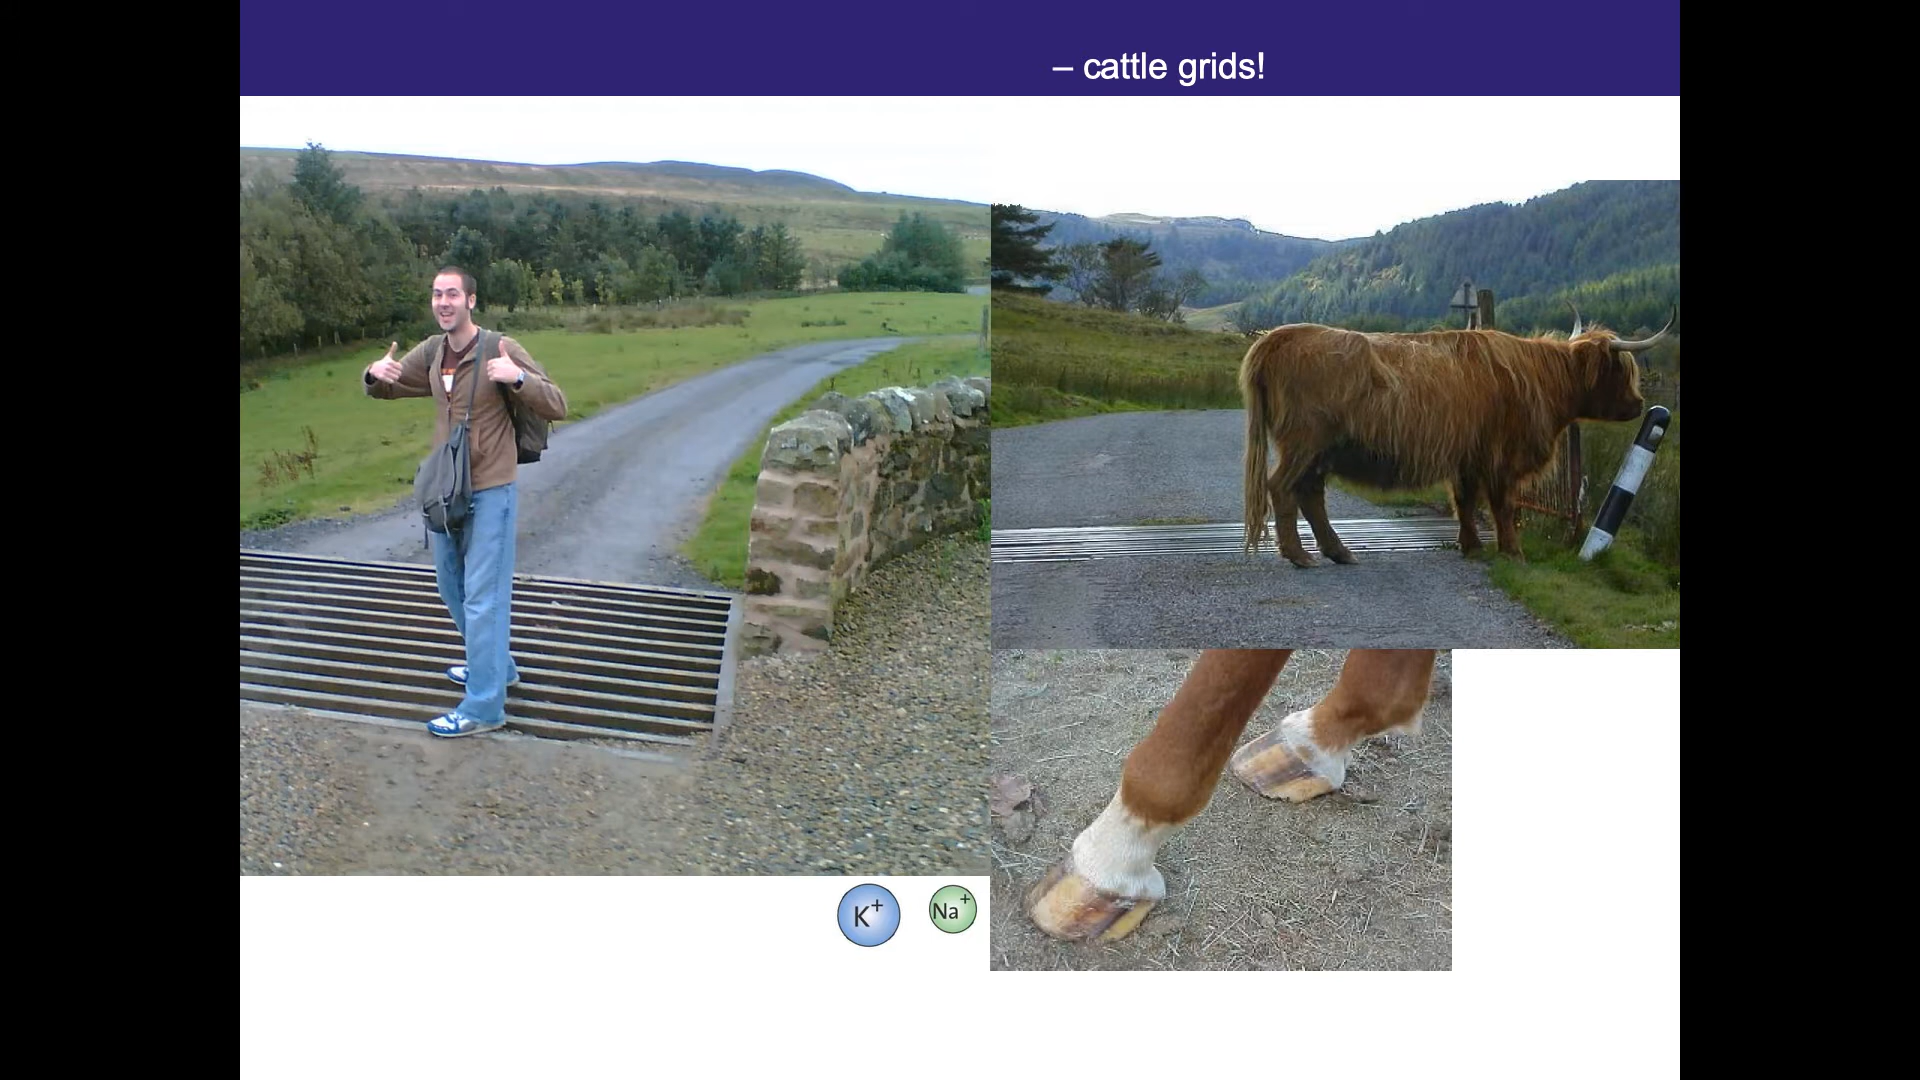 – cattle grids!
K+
Na+